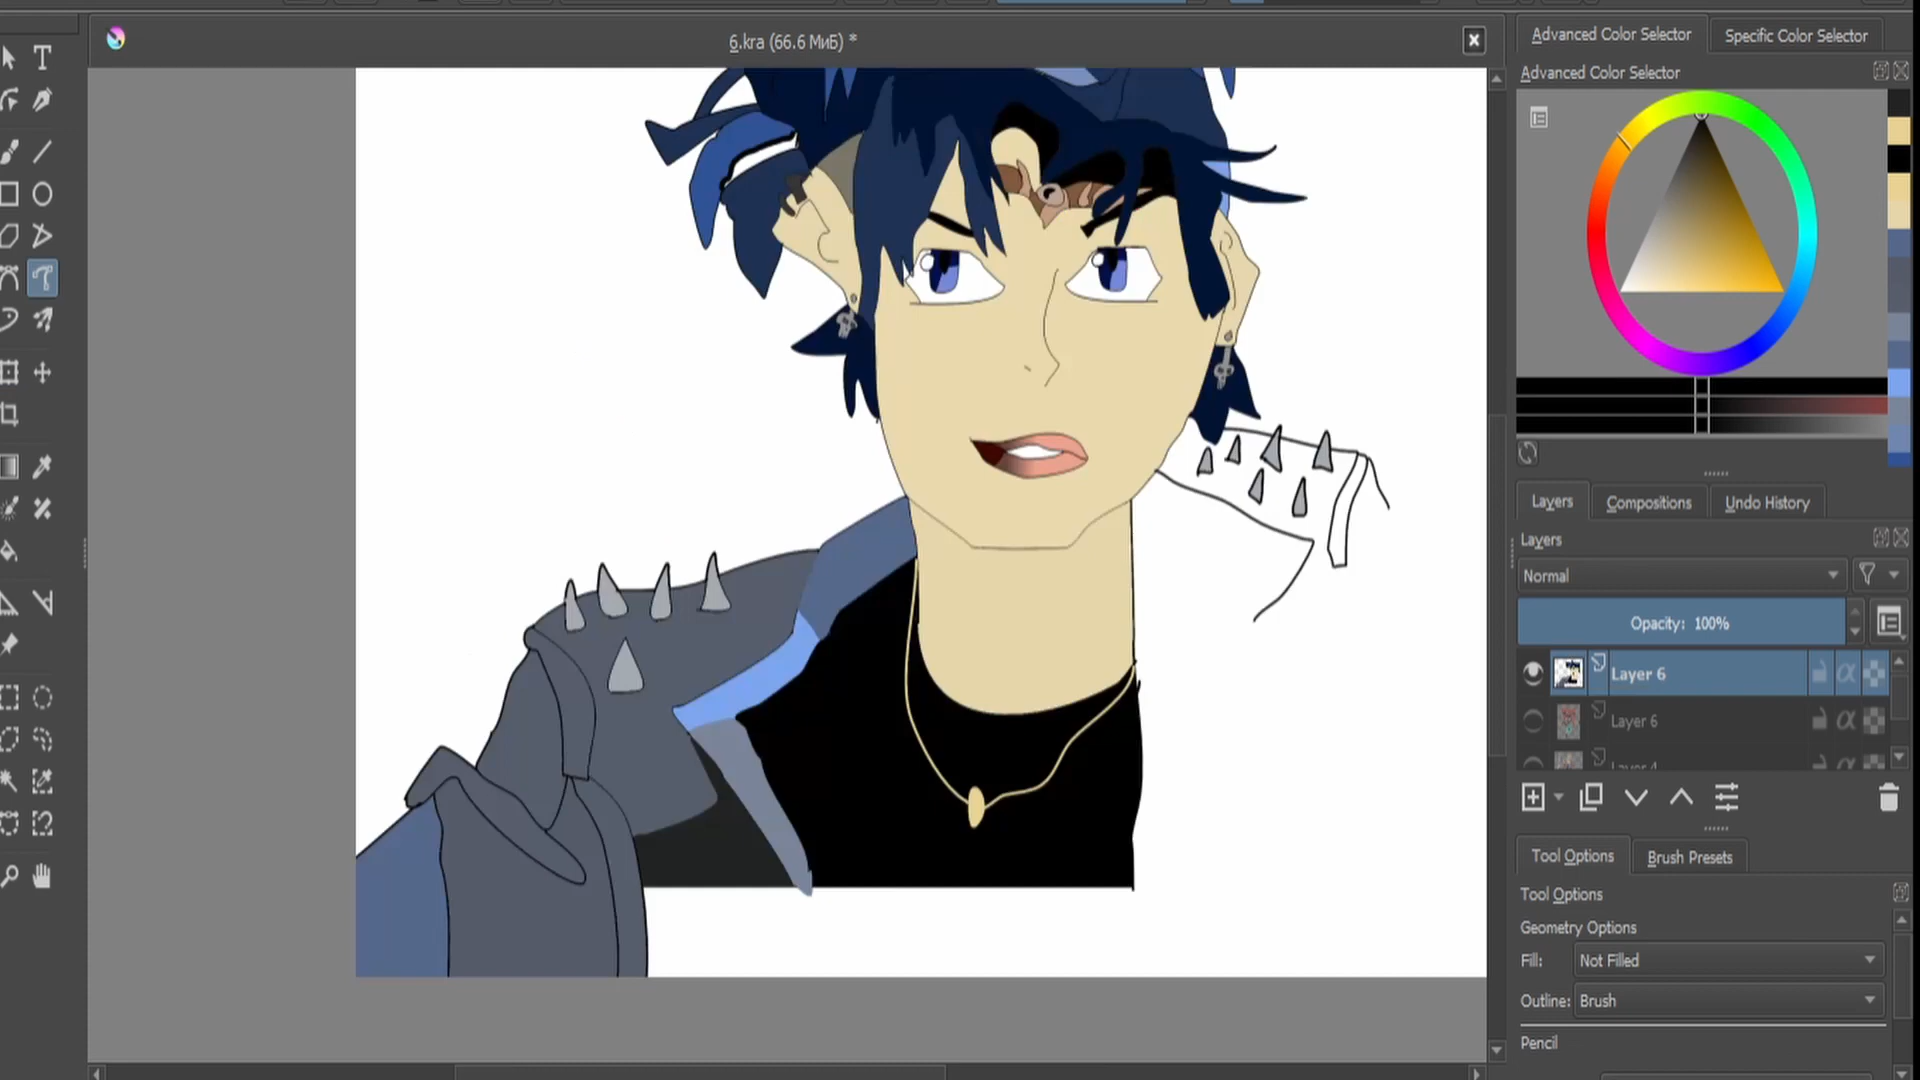 6.kra (66.6 МиБ) *
Advanced Color Selector
Specific Color Selector
Advanced Color Selector
Layers
Compositions
Undo History
Layers
Normal
Opacity: 100%
Layer 6
Layer 6
Layer 4
Tool Options
Brush Presets
Tool Options
Geometry Options
Fill: Not Filled
Outline: Brush
Pencil